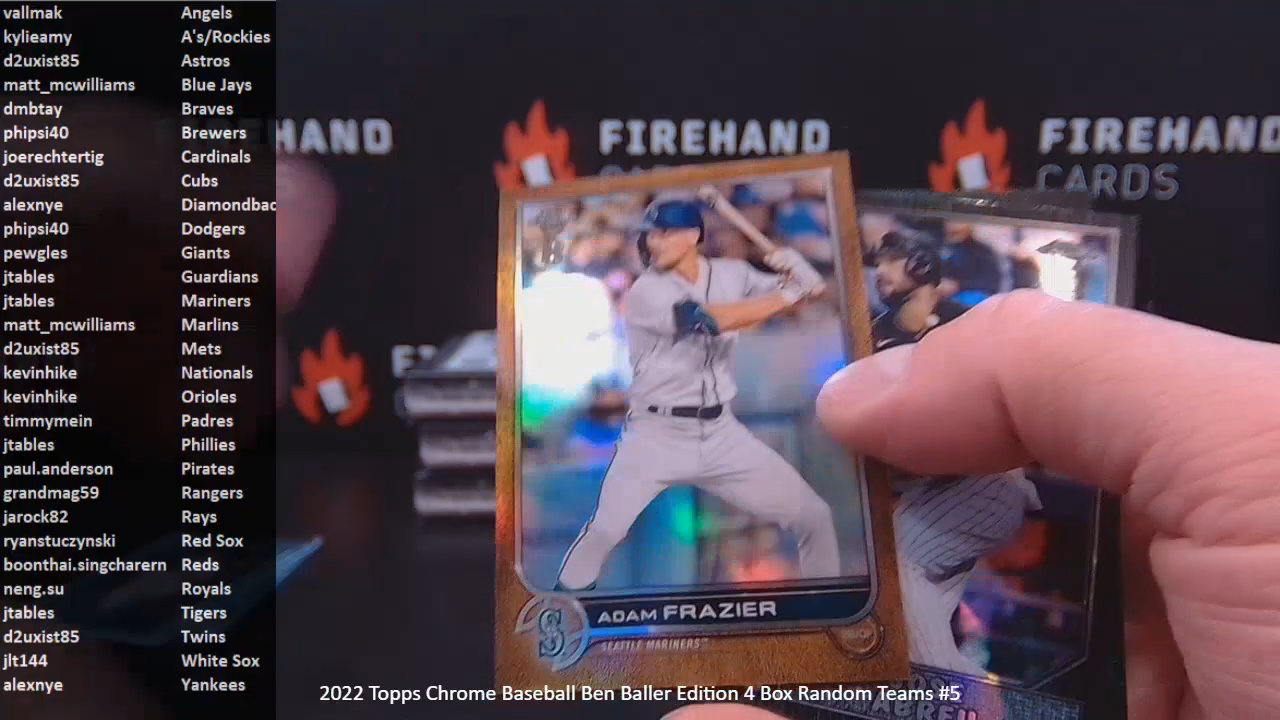 vallmak Angels
kylieamy A's/Rockies
d2uxist85 Astros
matt_mcwilliams Blue Jays
dmbtay Braves
phipsi40 Brewers
joerechtertig Cardinals
d2uxist85 Cubs
alexnye Diamondbac
phipsi40 Dodgers
pewgles Giants
jtables Guardians
jtables Mariners
matt_mcwilliams Marlins
d2uxist85 Mets
kevinhike Nationals
kevinhike Orioles
timmymein Padres
jtables Phillies
paul.anderson Pirates
grandmag59 Rangers
jarock82 Rays
ryanstuczynski Red Sox
boonthai.singcharern Reds
neng.su Royals
jtables Tigers
d2uxist85 Twins
jlt144 White Sox
alexnye Yankees
HAND
FIREHAND
FIREHAND
CARDS
ADAM FRAZIER
SEATTLE MARINERS
2022 Topps Chrome Baseball Ben Baller Edition 4 Box Random Teams #5